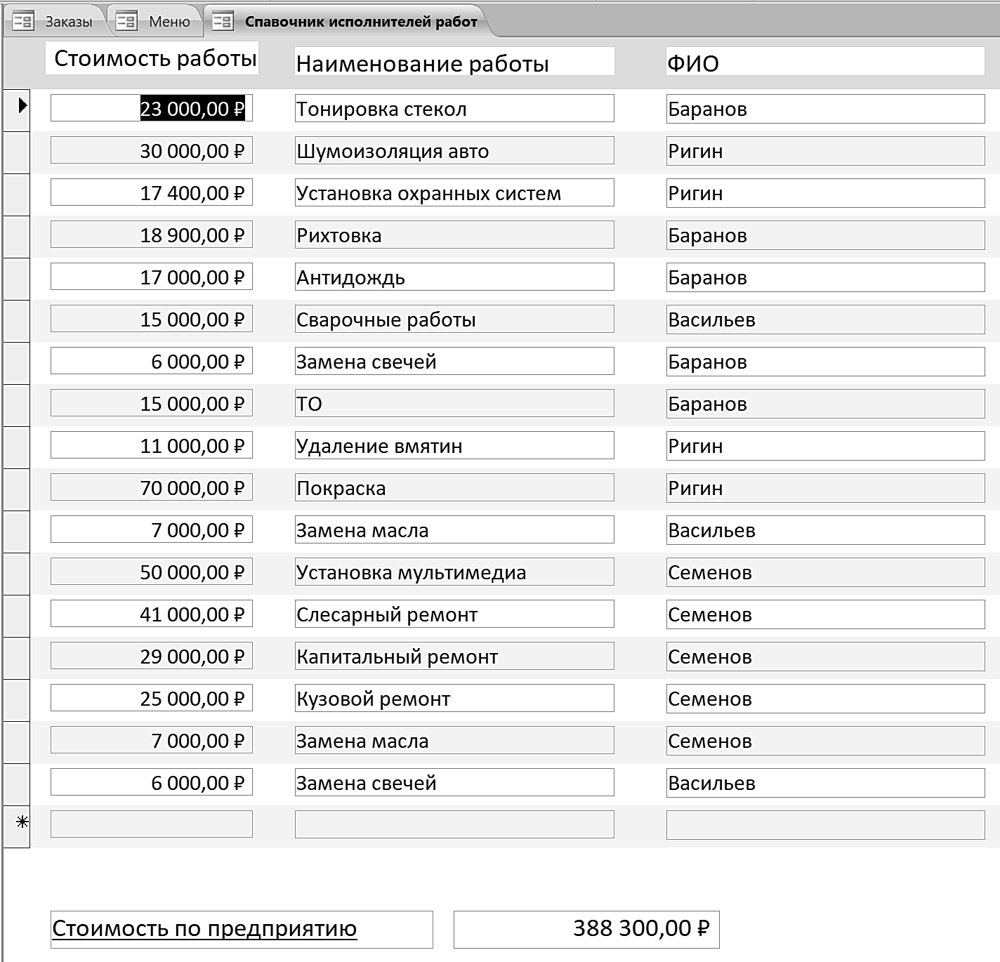 Заказы Меню Спавочник исполнителей работ
Стоимость работы Наименование работы ФИО
23 000,00 ₽ Тонировка стекол Баранов
30 000,00 ₽ Шумоизоляция авто Ригин
17 400,00 ₽ Установка охранных систем Ригин
18 900,00 ₽ Рихтовка Баранов
17 000,00 ₽ Антидождь Баранов
15 000,00 ₽ Сварочные работы Васильев
6 000,00 ₽ Замена свечей Баранов
15 000,00 ₽ ТО Баранов
11 000,00 ₽ Удаление вмятин Ригин
70 000,00 ₽ Покраска Ригин
7 000,00 ₽ Замена масла Васильев
50 000,00 ₽ Установка мультимедиа Семенов
41 000,00 ₽ Слесарный ремонт Семенов
29 000,00 ₽ Капитальный ремонт Семенов
25 000,00 ₽ Кузовой ремонт Семенов
7 000,00 ₽ Замена масла Семенов
6 000,00 ₽ Замена свечей Васильев
Стоимость по предприятию 388 300,00 ₽